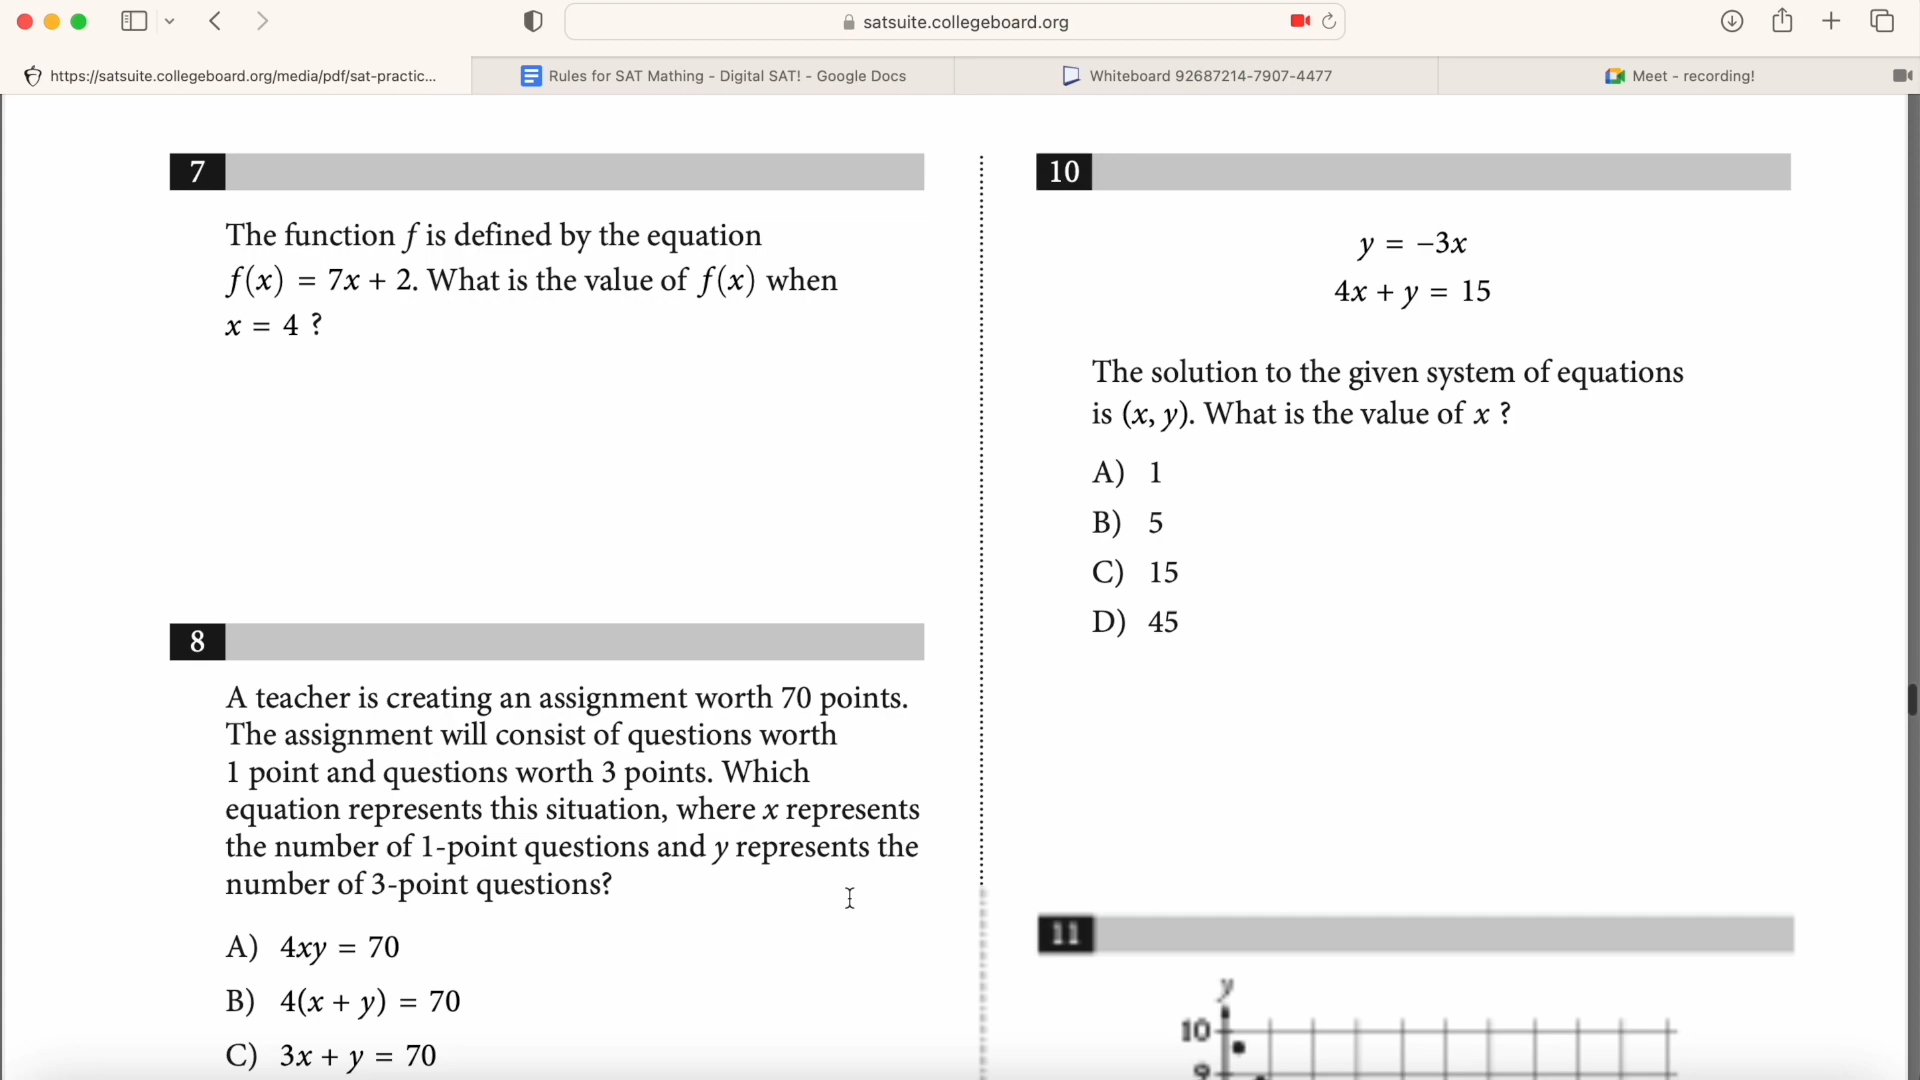 satsuite.collegeboard.org
https://satsuite.collegeboard.org/media/pdf/sat-practic...
Rules for SAT Mathing - Digital SAT! - Google Docs
Whiteboard 92687214-7907-4477
Meet - recording!
7
The function f is defined by the equation
f(x) = 7x + 2. What is the value of f(x) when
x = 4 ?
8
A teacher is creating an assignment worth 70 points.
The assignment will consist of questions worth
1 point and questions worth 3 points. Which
equation represents this situation, where x represents
the number of 1-point questions and y represents the
number of 3-point questions?
A) 4xy = 70
B) 4(x + y) = 70
C) 3x + y = 70
10
y = −3x
4x + y = 15
The solution to the given system of equations
is (x, y). What is the value of x ?
A) 1
B) 5
C) 15
D) 45
11
y
10
9